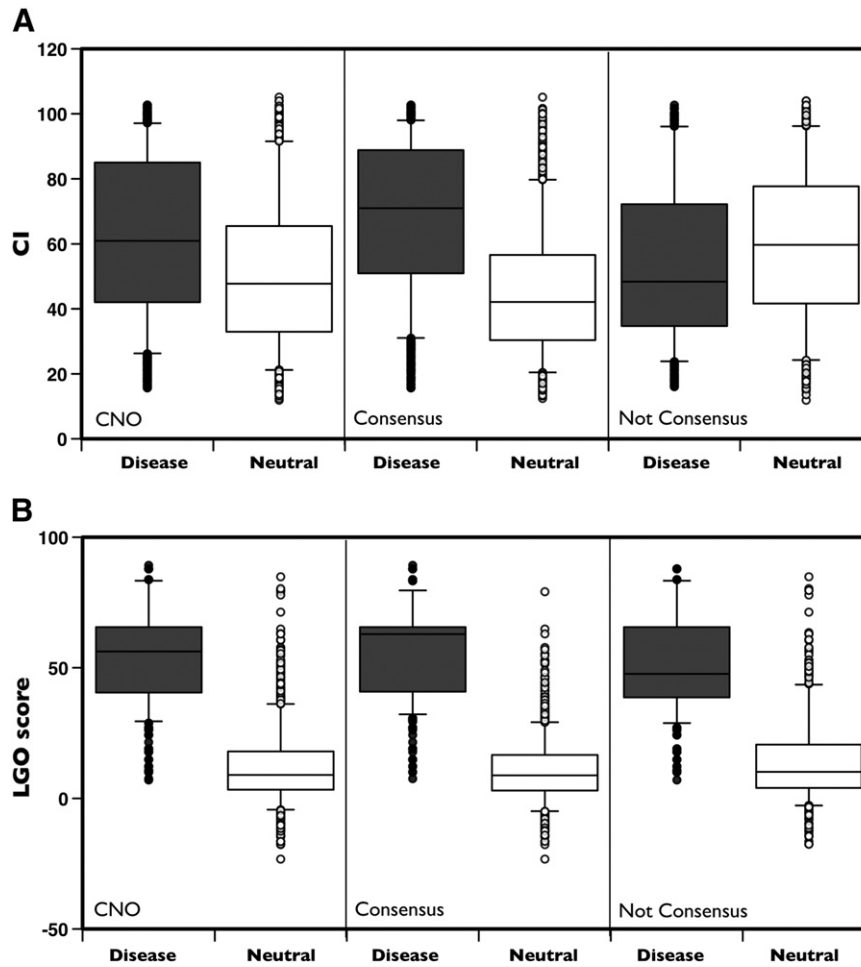 A
120
100
80
60
40
20
0
CI
CNO
Consensus
Not Consensus
Disease Neutral Disease Neutral Disease Neutral
B
100
50
0
-50
LGO score
CNO
Consensus
Not Consensus
Disease Neutral Disease Neutral Disease Neutral